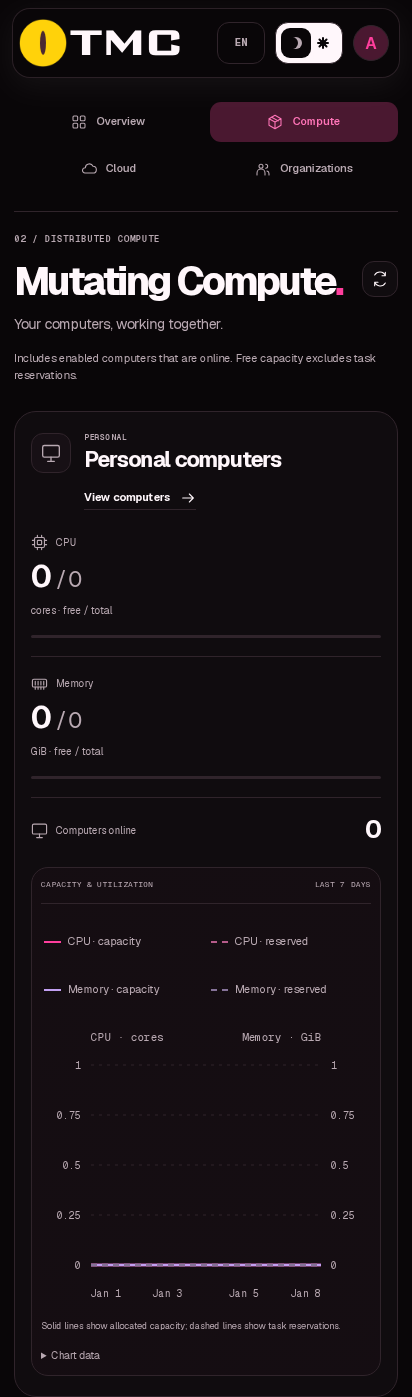 TMC
EN
A
Overview
Compute
Cloud
Organizations
02 / DISTRIBUTED COMPUTE
Mutating Compute.
Your computers, working together.
Includes enabled computers that are online. Free capacity excludes task
reservations.
PERSONAL
Personal computers
View computers
CPU
0 / 0
cores · free / total
Memory
0 / 0
GiB · free / total
Computers online
0
CAPACITY & UTILIZATION
LAST 7 DAYS
CPU · capacity
CPU · reserved
Memory · capacity
Memory · reserved
CPU · cores
Memory · GiB
1 1
0.75 0.75
0.5 0.5
0.25 0.25
0 0
Jan 1 Jan 3 Jan 5 Jan 8
Solid lines show allocated capacity; dashed lines show task reservations.
Chart data